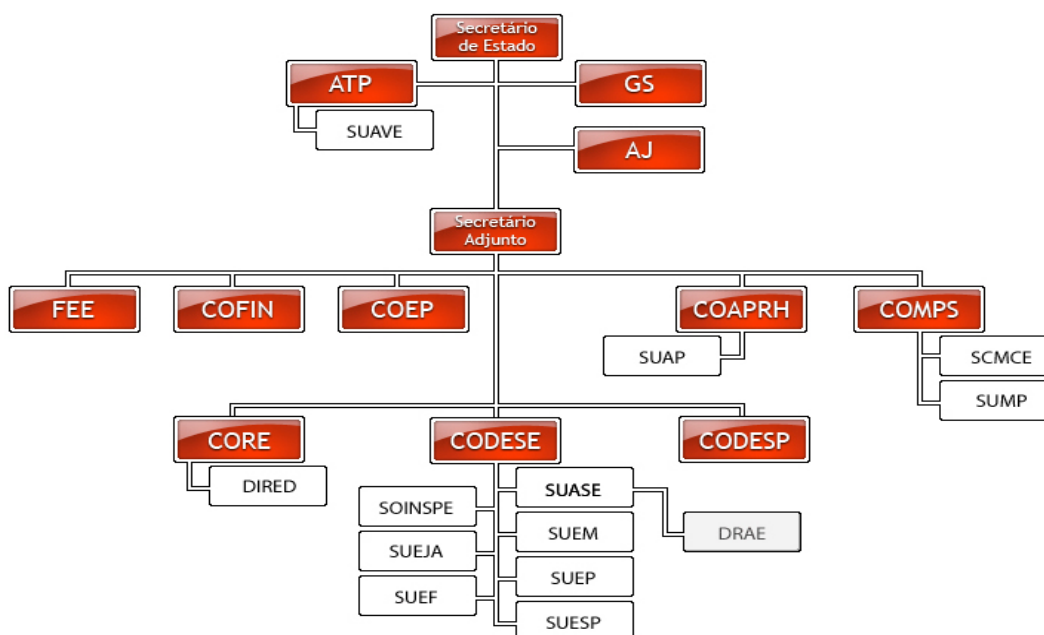 Secretário
de Estado
ATP
GS
SUAVE
AJ
Secretário
Adjunto
FEE
COFIN
COEP
COAPRH
COMPS
SUAP
SCMCE
SUMP
CORE
CODESE
CODESP
DIRED
SUASE
SOINSPE
SUEM
DRAE
SUEJA
SUEP
SUEF
SUESP